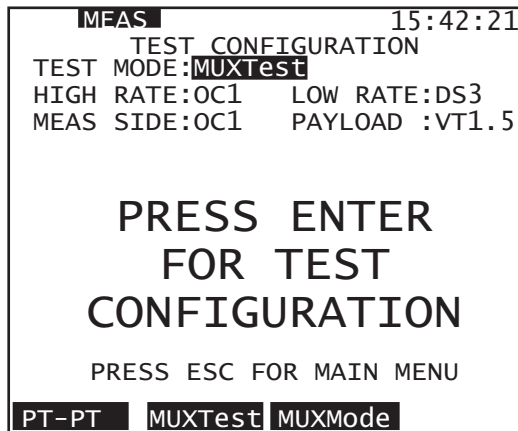 MEAS 15:42:21
TEST CONFIGURATION
TEST MODE:MUXTest
HIGH RATE:OC1 LOW RATE:DS3
MEAS SIDE:OC1 PAYLOAD :VT1.5
PRESS ENTER
FOR TEST
CONFIGURATION
PRESS ESC FOR MAIN MENU
PT-PT MUXTest MUXMode